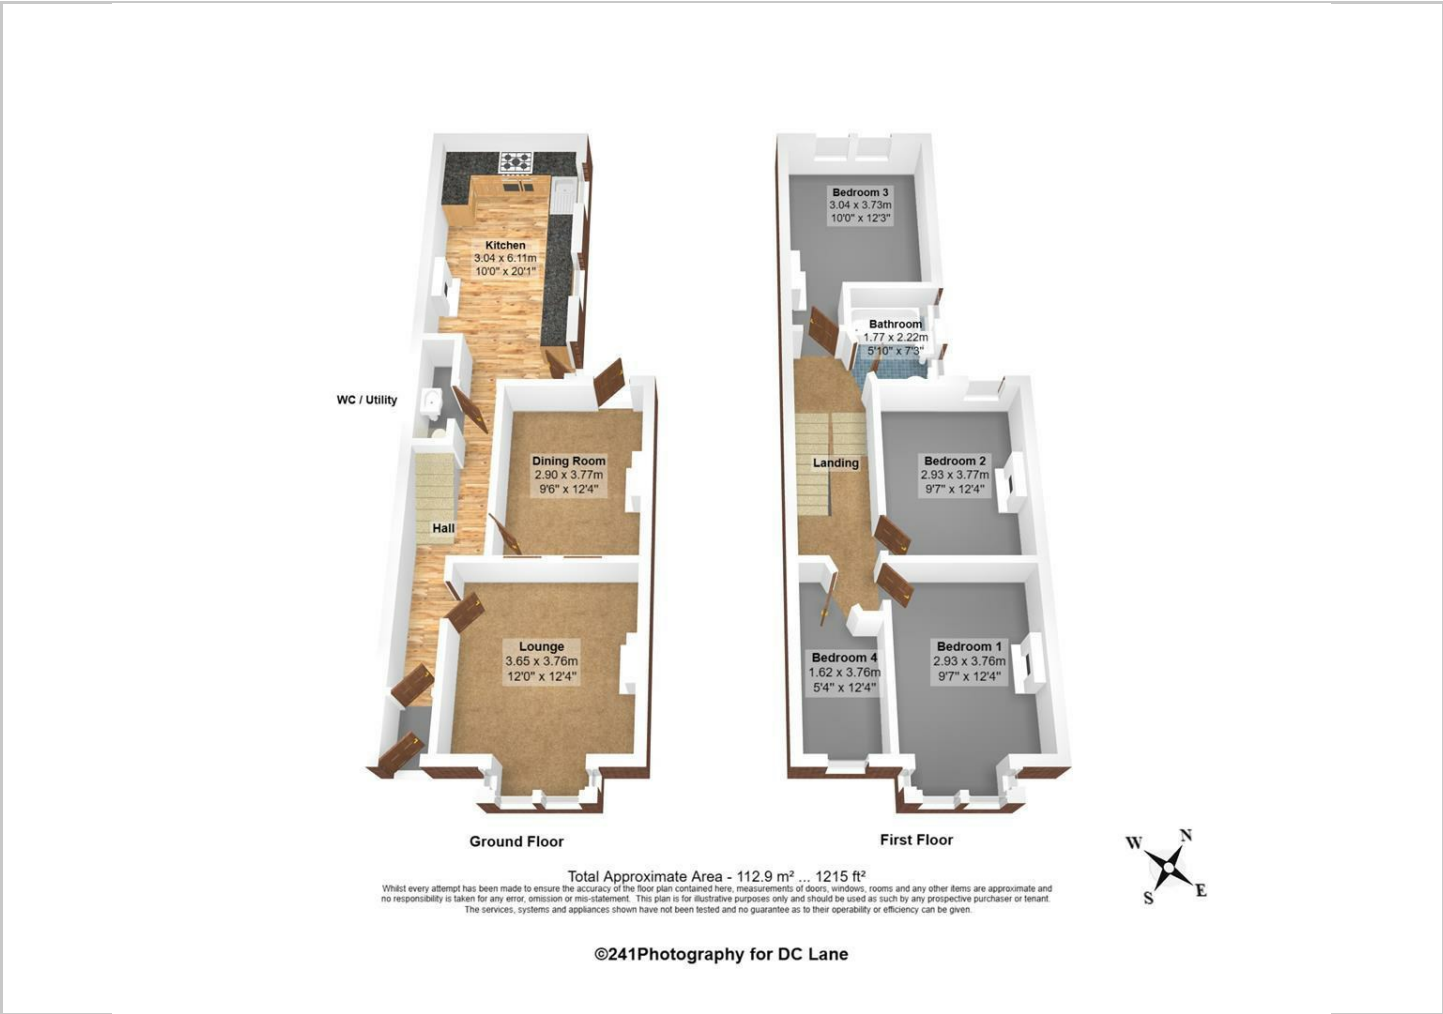 Kitchen
3.04 x 6.11m
10'0" x 20'1"
WC / Utility
Dining Room
2.90 x 3.77m
9'6" x 12'4"
Hall
Lounge
3.65 x 3.76m
12'0" x 12'4"
Ground Floor
Bedroom 3
3.04 x 3.73m
10'0" x 12'3"
Bathroom
1.77 x 2.22m
5'10" x 7'3"
Landing
Bedroom 2
2.93 x 3.77m
9'7" x 12'4"
Bedroom 4
1.62 x 3.76m
5'4" x 12'4"
Bedroom 1
2.93 x 3.76m
9'7" x 12'4"
First Floor
W N
S E
Total Approximate Area - 112.9 m² ... 1215 ft²
Whilst every attempt has been made to ensure the accuracy of the floor plan contained here, measurements of doors, windows, rooms and any other items are approximate and
no responsibility is taken for any error, omission or mis-statement. This plan is for illustrative purposes only and should be used as such by any prospective purchaser or tenant.
The services, systems and appliances shown have not been tested and no guarantee as to their operability or efficiency can be given.
©241Photography for DC Lane